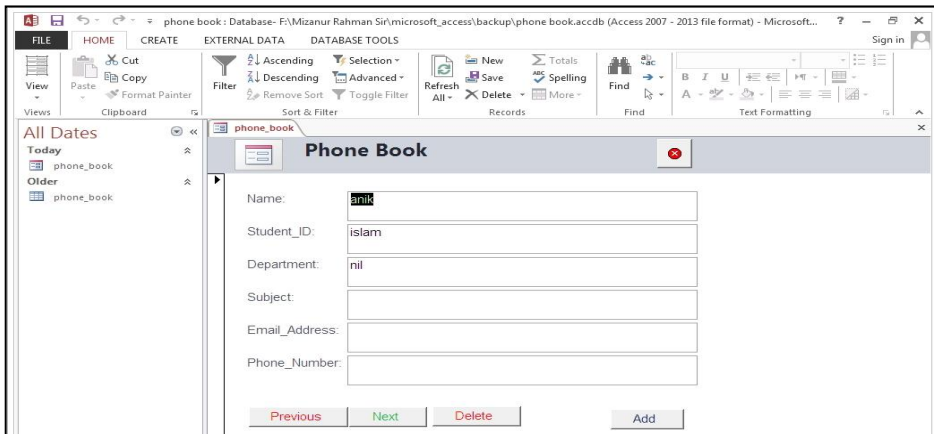 phone book : Database- F:\Mizanur Rahman Sir\microsoft_access\backup\phone book.accdb (Access 2007 - 2013 file format) - Microsoft...
FILE HOME CREATE EXTERNAL DATA DATABASE TOOLS Sign in
View
Paste
Cut
Copy
Format Painter
Filter
Ascending
Descending
Remove Sort
Selection
Advanced
Toggle Filter
Refresh
All
New
Save
Delete
Totals
Spelling
More
Find
B I U
A
Views Clipboard Sort & Filter Records Find Text Formatting
All Dates
Today
phone_book
Older
phone_book
phone_book
Phone Book
Name: anik
Student_ID: islam
Department: nil
Subject:
Email_Address:
Phone_Number:
Previous Next Delete Add